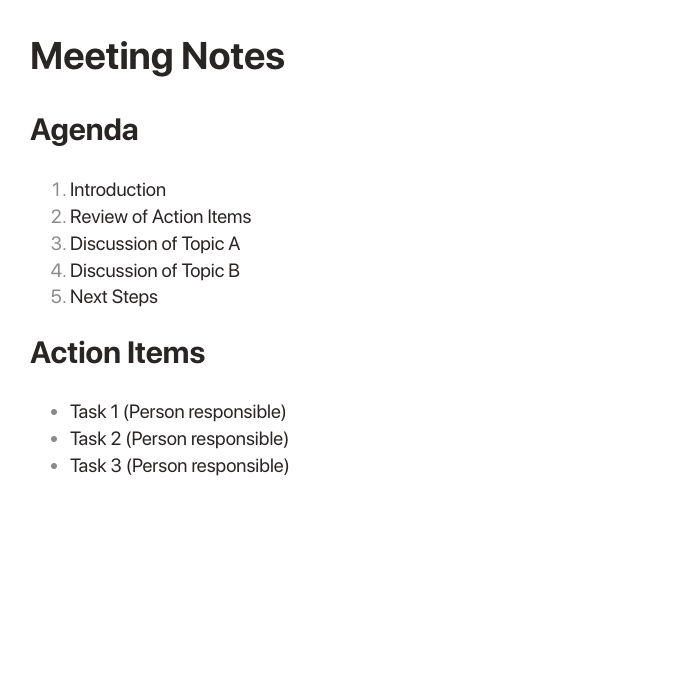 Meeting Notes
Agenda
1. Introduction
2. Review of Action Items
3. Discussion of Topic A
4. Discussion of Topic B
5. Next Steps
Action Items
• Task 1 (Person responsible)
• Task 2 (Person responsible)
• Task 3 (Person responsible)